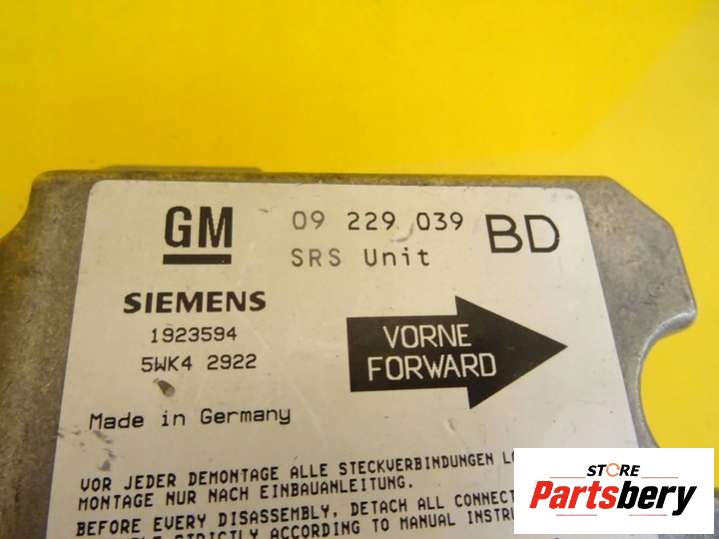 GM 09 229 039 BD
SRS Unit
SIEMENS
1923594
5WK4 2922
VORNE
FORWARD
Made in Germany
VOR JEDER DEMONTAGE ALLE STECKVERBINDUNGEN
MONTAGE NUR NACH EINBAUANLEITUNG.
BEFORE EVERY DISASSEMBLY, DETACH ALL
STRICTLY ACCORDING TO MANUAL
STORE
Partsbery